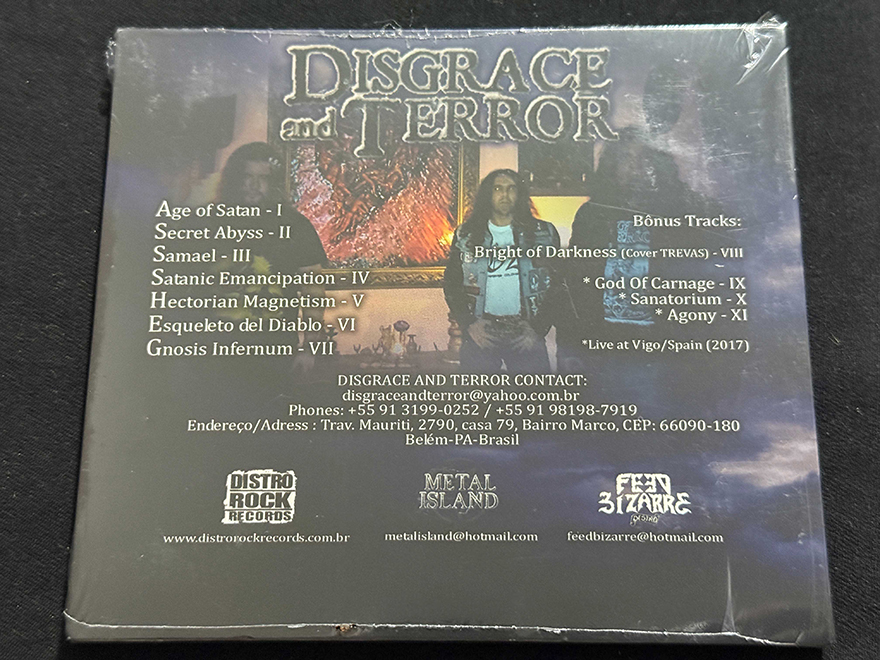 DISGRACE
and TERROR
Age of Satan - I
Secret Abyss - II
Samael - III
Satanic Emancipation - IV
Hectorian Magnetism - V
Esqueleto del Diablo - VI
Gnosis Infernum - VII
Bônus Tracks:
Bright of Darkness (Cover TREVAS) - VIII
* God Of Carnage - IX
* Sanatorium - X
* Agony - XI
*Live at Vigo/Spain (2017)
DISGRACE AND TERROR CONTACT:
disgraceandterror@yahoo.com.br
Phones: +55 91 3199-0252 / +55 91 98198-7919
Endereço/Adress : Trav. Mauriti, 2790, casa 79, Bairro Marco, CEP: 66090-180
Belém-PA-Brasil
DISTRO
ROCK
RECORDS
www.distrorockrecords.com.br
METAL
ISLAND
metalisland@hotmail.com
FEED
BIZARRE
DISTRO
feedbizarre@hotmail.com